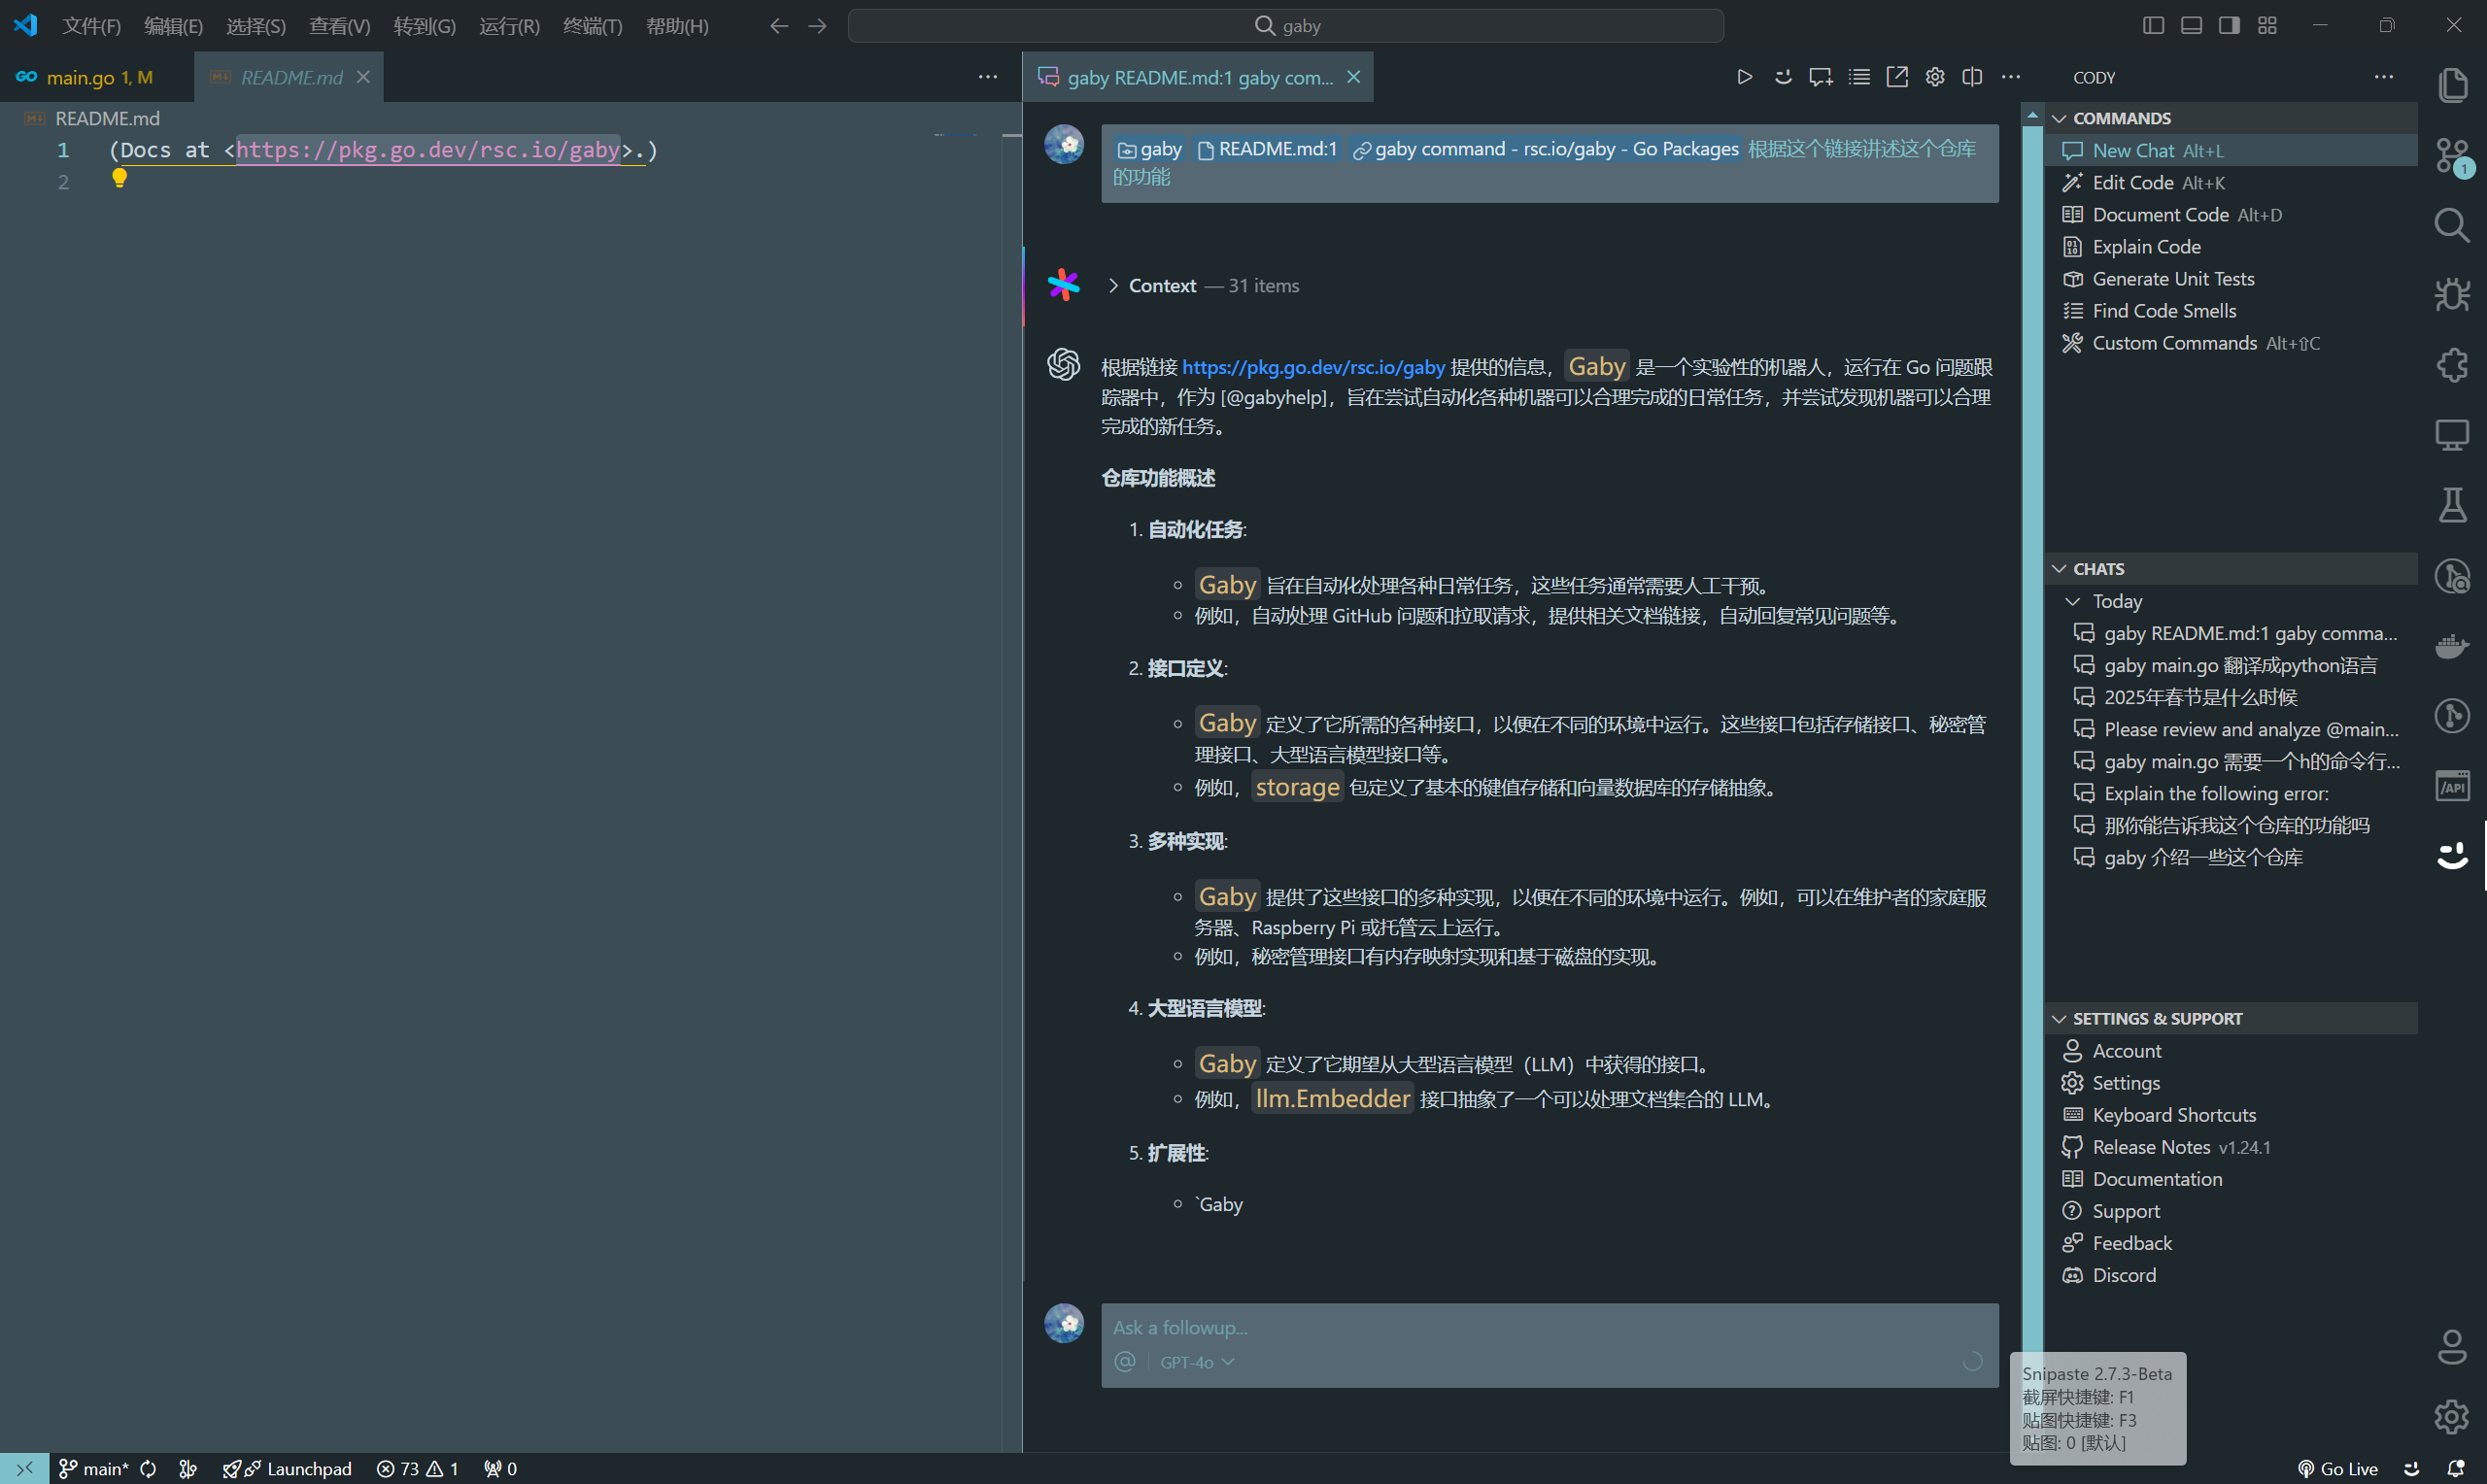 文件(F) 编辑(E) 选择(S) 查看(V) 转到(G) 运行(R) 终端(T) 帮助(H)
gaby
GO main.go 1, M
README.md
README.md
1 (Docs at <https://pkg.go.dev/rsc.io/gaby>.)
2
gaby README.md:1 gaby com...
gaby README.md:1 gaby command - rsc.io/gaby - Go Packages 根据这个链接讲述这个仓库
的功能
Context — 31 items
根据链接 https://pkg.go.dev/rsc.io/gaby 提供的信息，Gaby 是一个实验性的机器人，运行在 Go 问题跟
踪器中，作为 [@gabyhelp]，旨在尝试自动化各种机器可以合理完成的日常任务，并尝试发现机器可以合理
完成的新任务。
仓库功能概述
1. 自动化任务:
Gaby 旨在自动化处理各种日常任务，这些任务通常需要人工干预。
例如，自动处理 GitHub 问题和拉取请求，提供相关文档链接，自动回复常见问题等。
2. 接口定义:
Gaby 定义了它所需的各种接口，以便在不同的环境中运行。这些接口包括存储接口、秘密管
理接口、大型语言模型接口等。
例如，storage 包定义了基本的键值存储和向量数据库的存储抽象。
3. 多种实现:
Gaby 提供了这些接口的多种实现，以便在不同的环境中运行。例如，可以在维护者的家庭服
务器、Raspberry Pi 或托管云上运行。
例如，秘密管理接口有内存映射实现和基于磁盘的实现。
4. 大型语言模型:
Gaby 定义了它期望从大型语言模型（LLM）中获得的接口。
例如，llm.Embedder 接口抽象了一个可以处理文档集合的 LLM。
5. 扩展性:
`Gaby
Ask a followup...
@ GPT-4o
CODY
COMMANDS
New Chat Alt+L
Edit Code Alt+K
Document Code Alt+D
Explain Code
Generate Unit Tests
Find Code Smells
Custom Commands Alt+⇧C
CHATS
Today
gaby README.md:1 gaby comma...
gaby main.go 翻译成python语言
2025年春节是什么时候
Please review and analyze @main...
gaby main.go 需要一个h的命令行...
Explain the following error:
那你能告诉我这个仓库的功能吗
gaby 介绍一些这个仓库
SETTINGS & SUPPORT
Account
Settings
Keyboard Shortcuts
Release Notes v1.24.1
Documentation
Support
Feedback
Discord
1
/API
Snipaste 2.7.3-Beta
截屏快捷键: F1
贴图快捷键: F3
贴图: 0 [默认]
main* Launchpad 73 1 0 Go Live